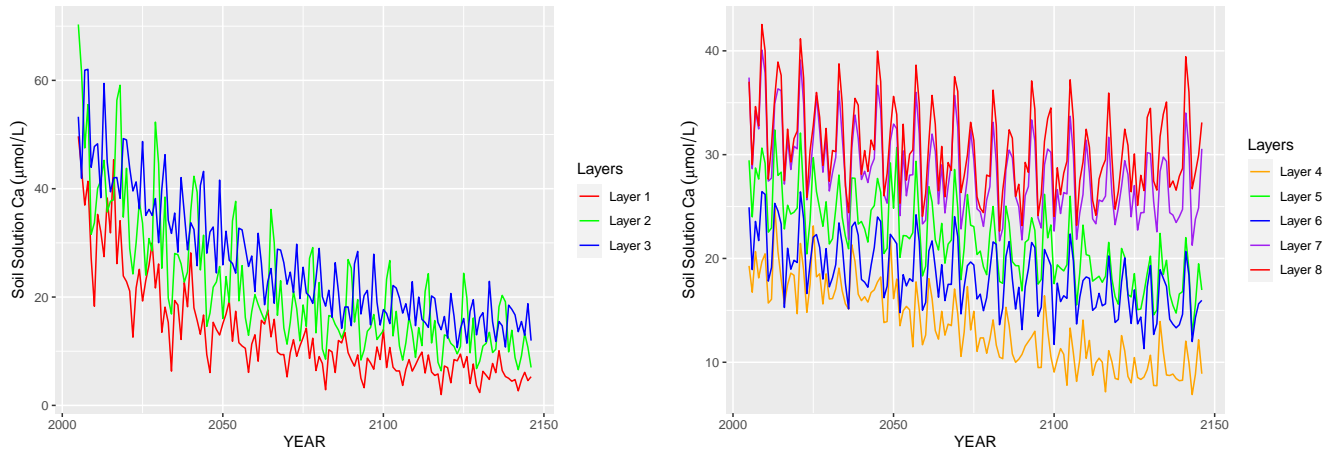 Soil Solution Ca (μmol/L)
60
40
20
0
2000
2050
2100
2150
YEAR
Layers
Layer 1
Layer 2
Layer 3
Soil Solution Ca (μmol/L)
40
30
20
10
2000
2050
2100
2150
YEAR
Layers
Layer 4
Layer 5
Layer 6
Layer 7
Layer 8